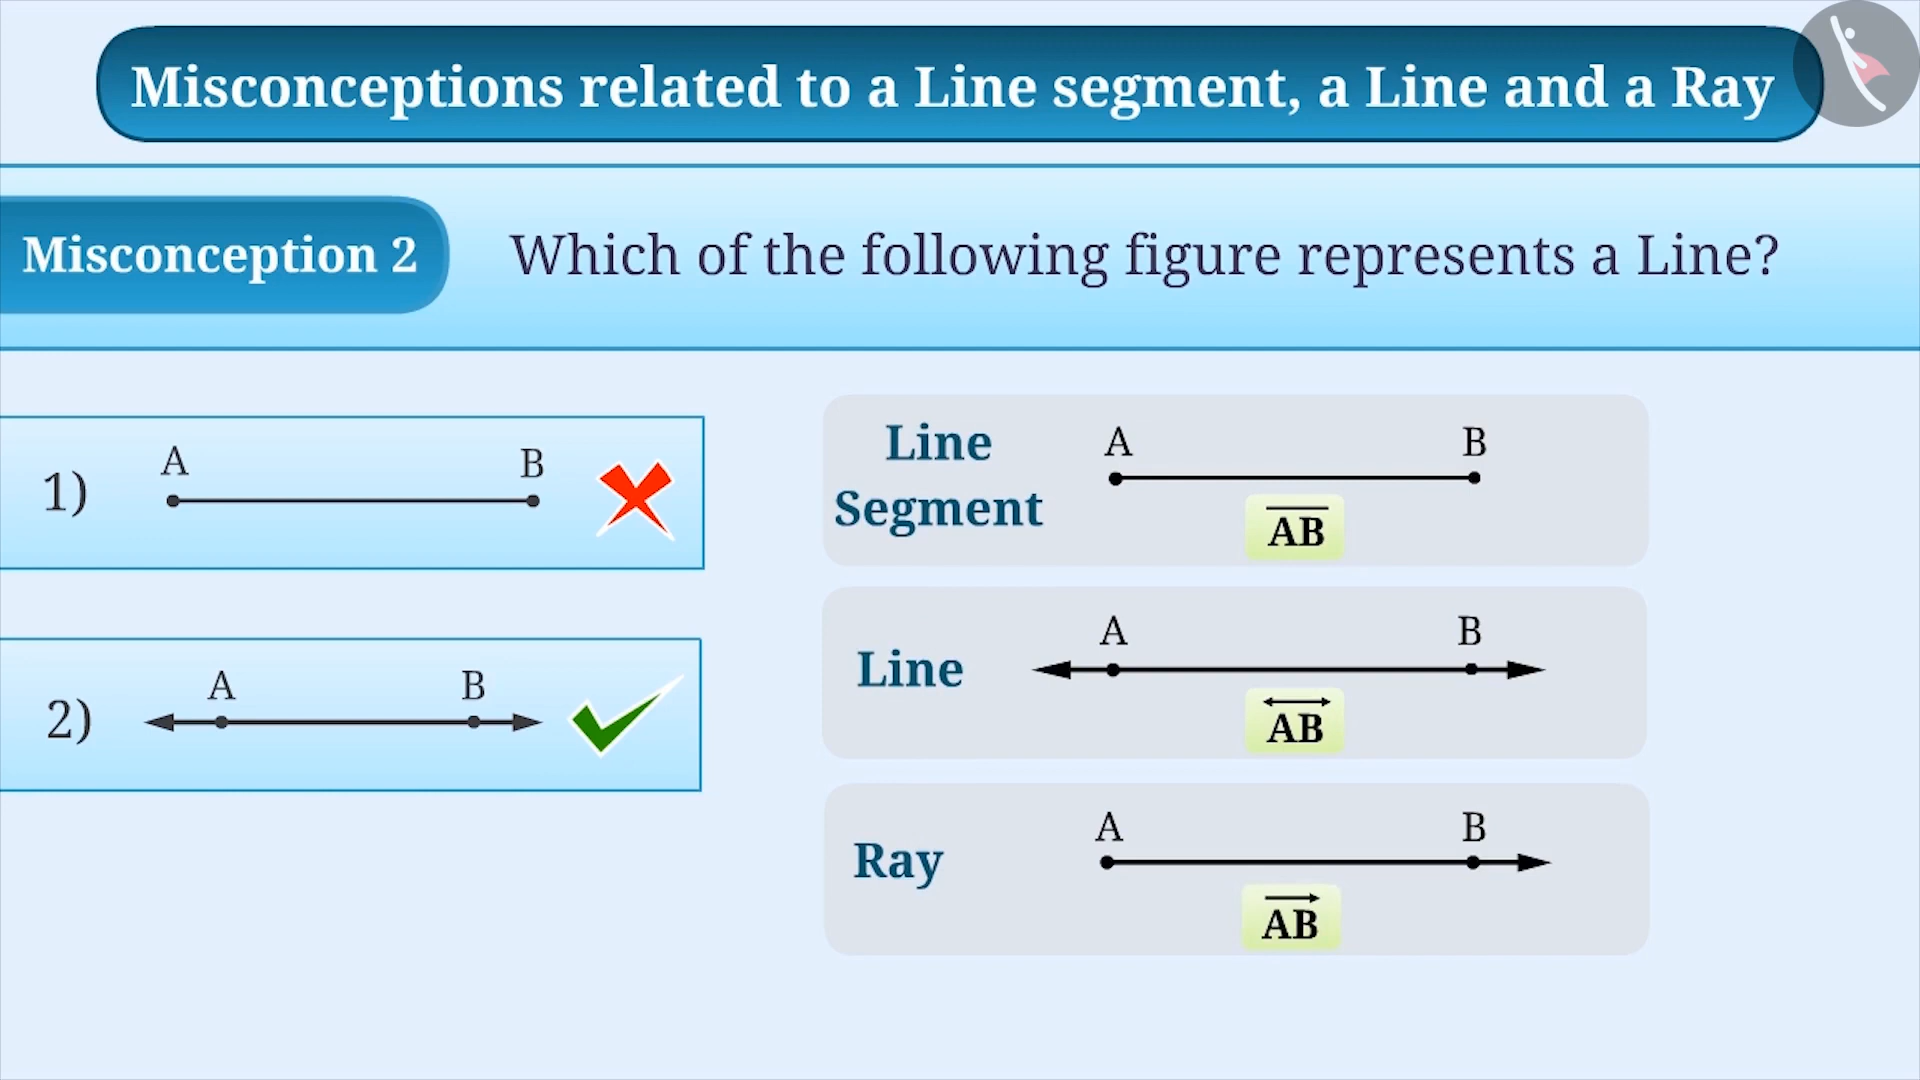 Misconceptions related to a Line segment, a Line and a Ray
Misconception 2
Which of the following figure represents a Line?
1)
A B
2)
A B
Line
Segment
A B
AB
Line
A B
AB
Ray
A B
AB